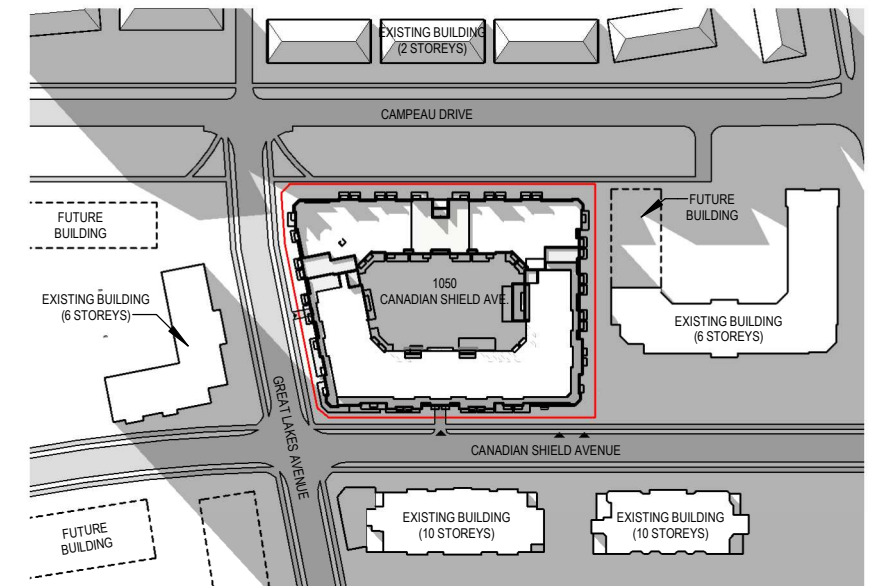 EXISTING BUILDING
(2 STOREYS)
CAMPEAU DRIVE
FUTURE
BUILDING
FUTURE
BUILDING
1050
CANADIAN SHIELD AVE.
EXISTING BUILDING
(6 STOREYS)
EXISTING BUILDING
(6 STOREYS)
GREAT LAKES AVENUE
CANADIAN SHIELD AVENUE
EXISTING BUILDING
(10 STOREYS)
EXISTING BUILDING
(10 STOREYS)
FUTURE
BUILDING